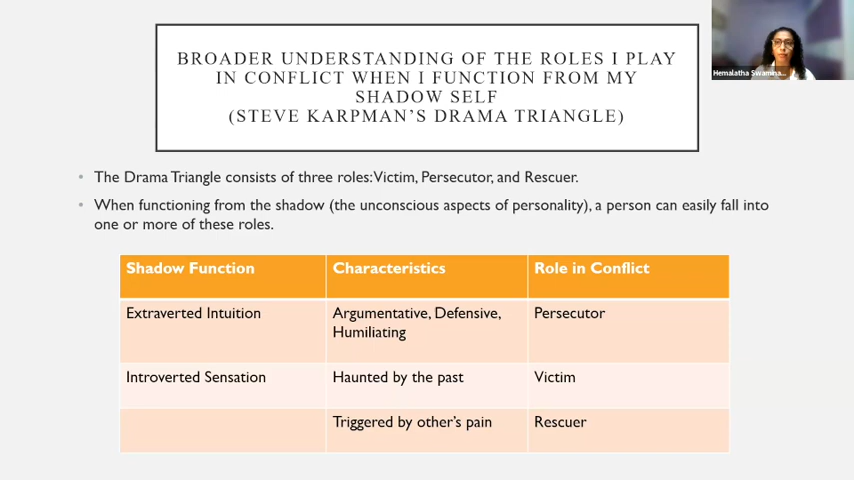 BROADER UNDERSTANDING OF THE ROLES I PLAY
IN CONFLICT WHEN I FUNCTION FROM MY
SHADOW SELF
(STEVE KARPMAN'S DRAMA TRIANGLE)
Hemalatha Swamina...
• The Drama Triangle consists of three roles: Victim, Persecutor, and Rescuer.
• When functioning from the shadow (the unconscious aspects of personality), a person can easily fall into
one or more of these roles.
Shadow Function Characteristics Role in Conflict
Extraverted Intuition Argumentative, Defensive, Persecutor
Humiliating
Introverted Sensation Haunted by the past Victim
Triggered by other's pain Rescuer